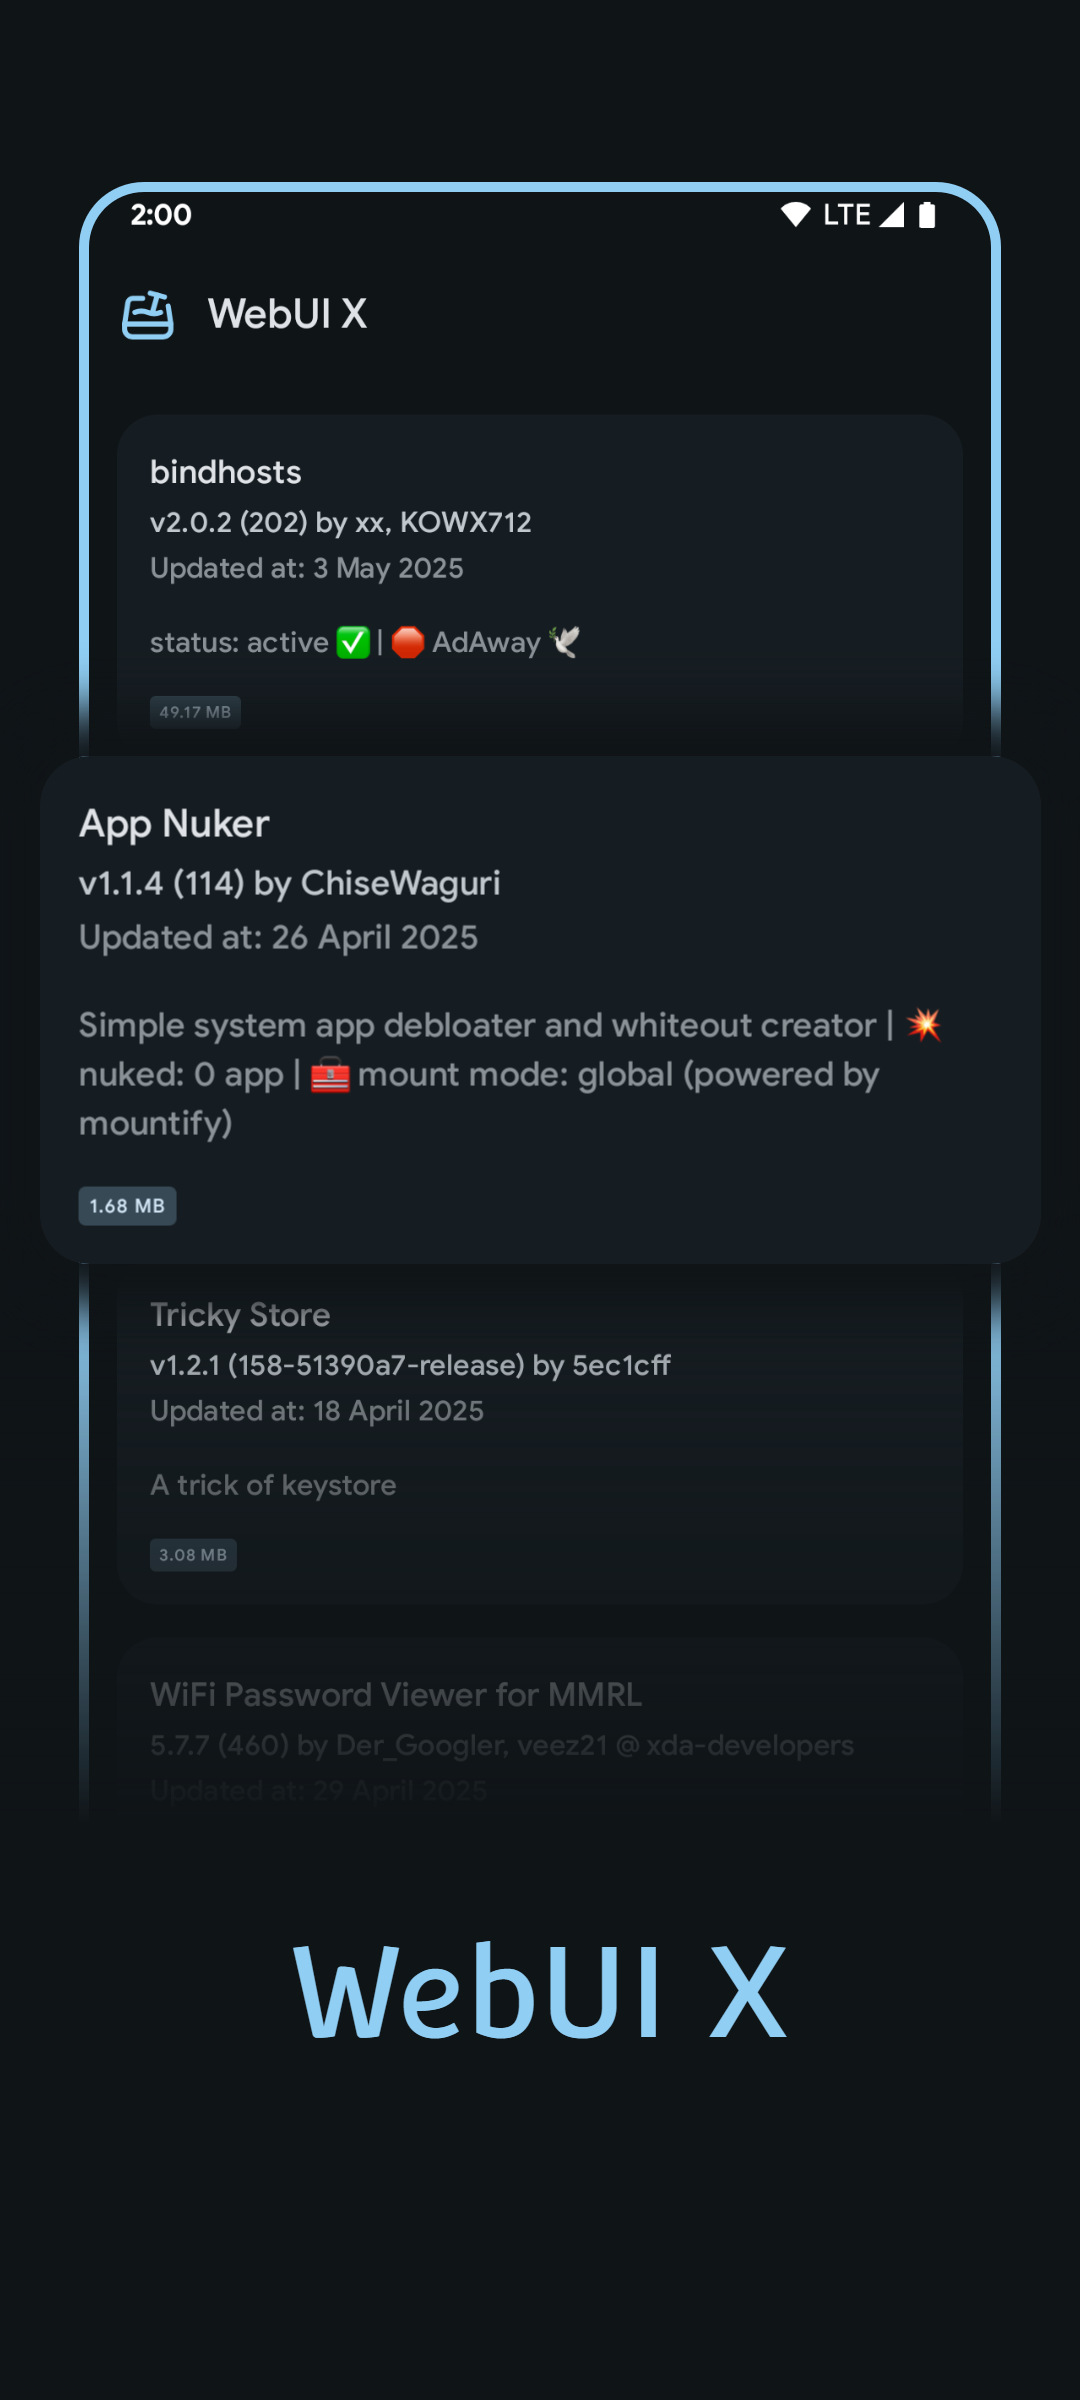 2:00 LTE
WebUI X
bindhosts
v2.0.2 (202) by xx, KOWX712
Updated at: 3 May 2025
status: active ✅ | 🛑 AdAway 🕊️
49.17 MB
App Nuker
v1.1.4 (114) by ChiseWaguri
Updated at: 26 April 2025
Simple system app debloater and whiteout creator | 💥
nuked: 0 app | 🧰 mount mode: global (powered by
mountify)
1.68 MB
Tricky Store
v1.2.1 (158-51390a7-release) by 5ec1cff
Updated at: 18 April 2025
A trick of keystore
3.08 MB
WiFi Password Viewer for MMRL
5.7.7 (460) by Der_Googler, veez21 @ xda-developers
Updated at: 29 April 2025
WebUI X